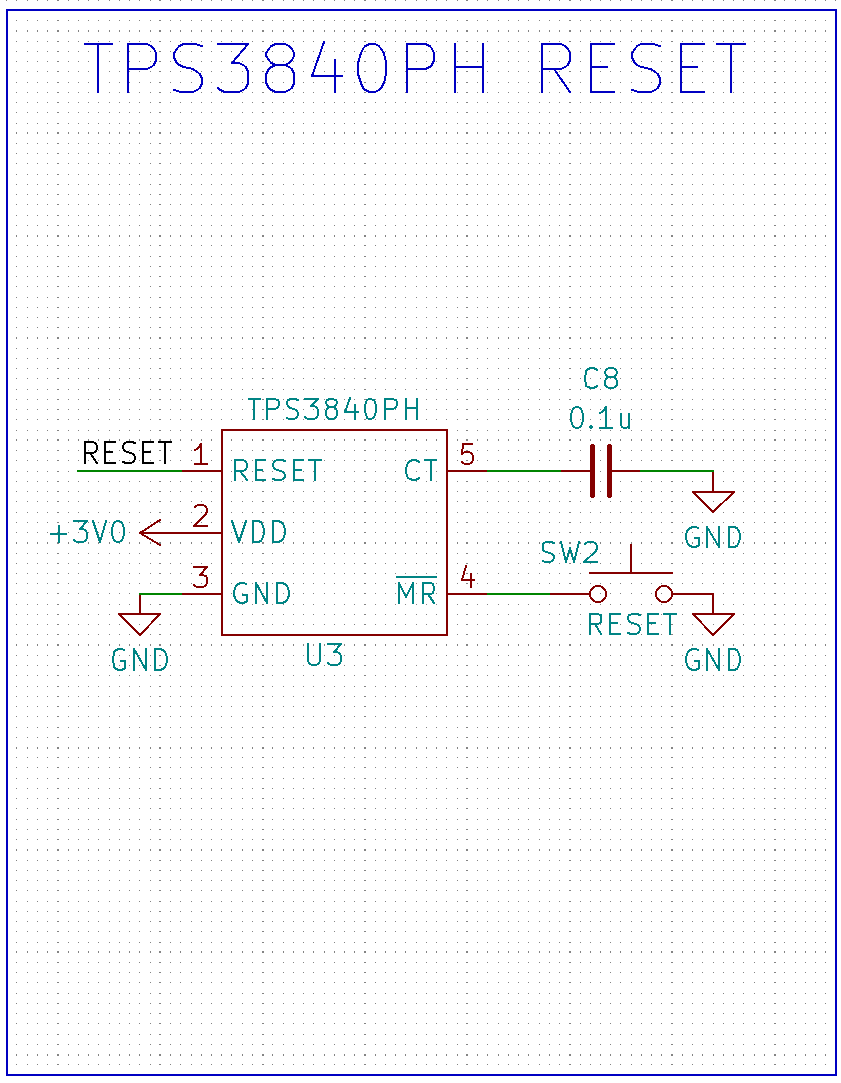 TPS3840PH RESET
C8
0.1u
TPS3840PH
RESET 1 RESET CT 5
GND
+3V0 2 VDD
SW2
3 GND MR 4
RESET
GND
GND
U3